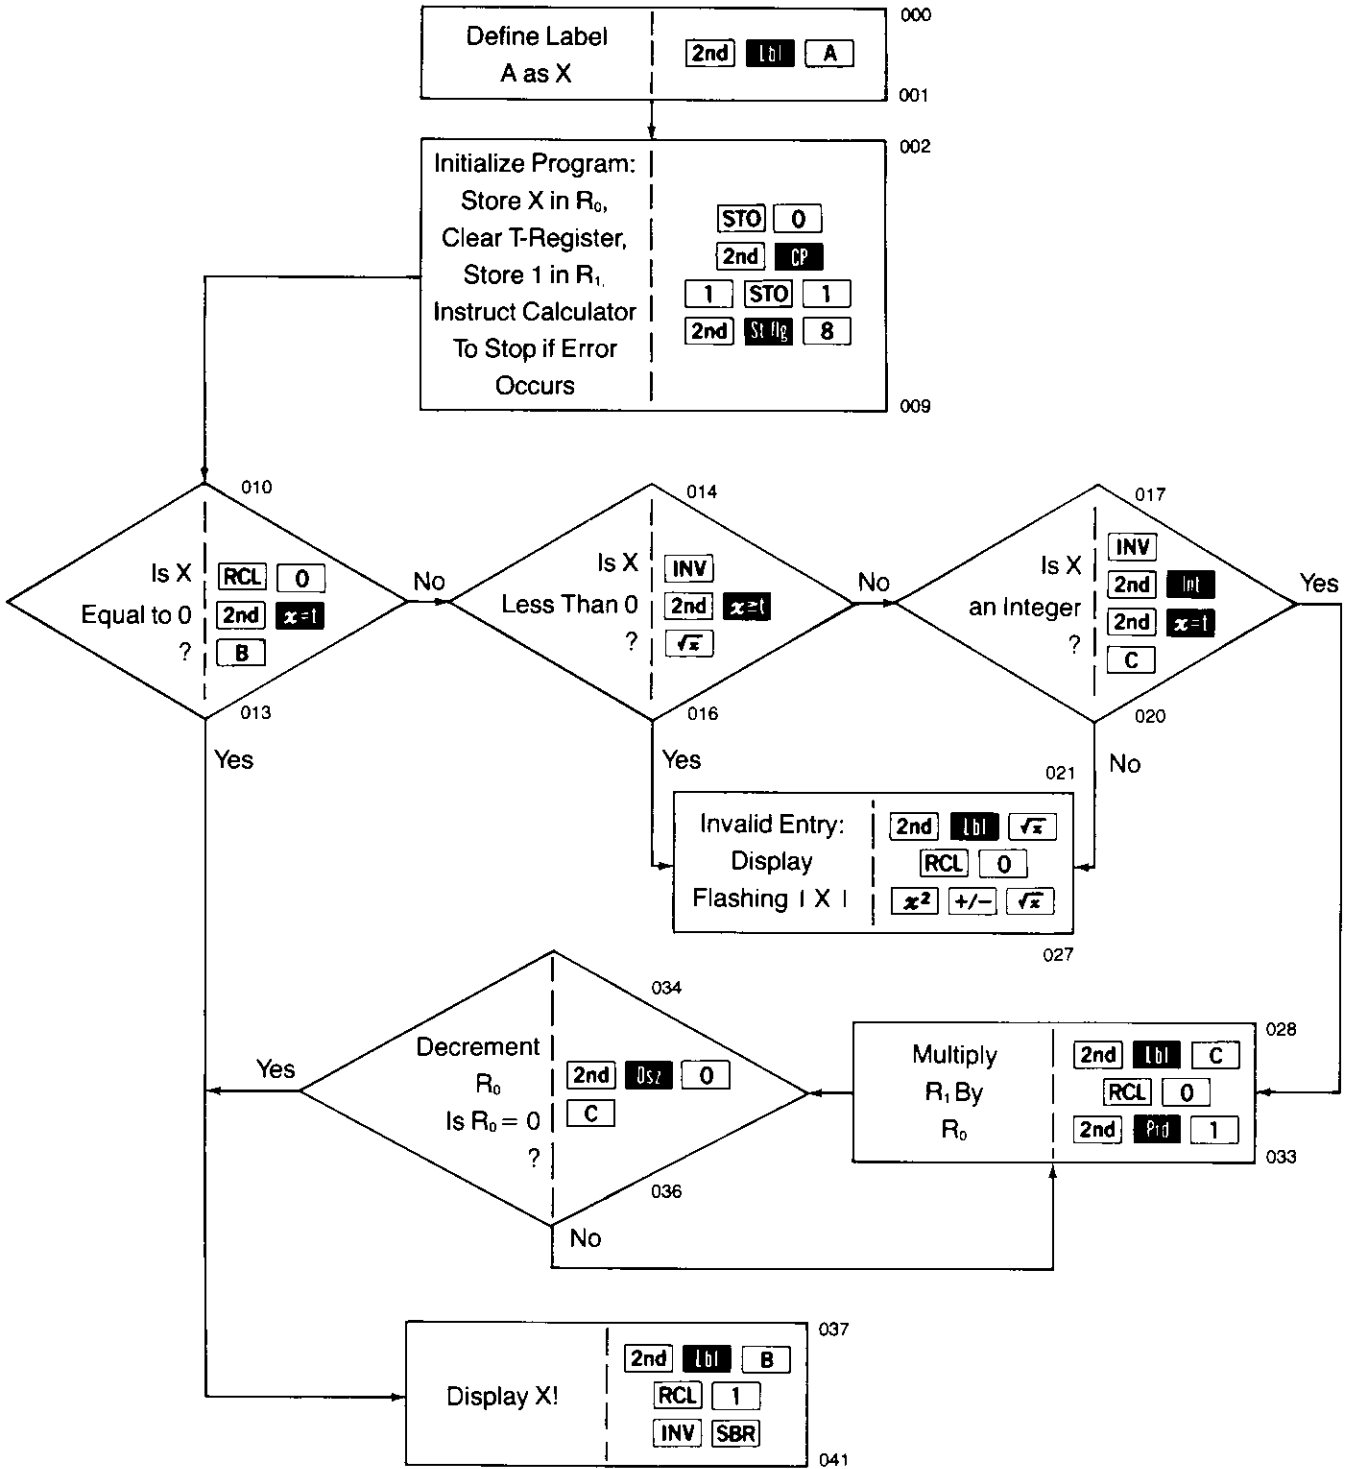 000
Define Label
A as X
2nd Lbl A
001
002
Initialize Program:
Store X in R₀,
Clear T-Register,
Store 1 in R₁,
Instruct Calculator
To Stop if Error
Occurs
STO 0
2nd CP
1 STO 1
2nd St flg 8
009
010
Is X
Equal to 0
?
RCL 0
2nd x=t
B
013
No
Yes
014
Is X
Less Than 0
?
INV
2nd x≥t
√x
016
No
Yes
017
Is X
an Integer
?
INV
2nd Int
2nd x=t
C
020
Yes
No
021
Invalid Entry:
Display
Flashing | X |
2nd Lbl √x
RCL 0
x² +/− √x
027
028
Multiply
R₁ By
R₀
2nd Lbl C
RCL 0
2nd Prd 1
033
034
Decrement
R₀
Is R₀ = 0
?
2nd Dsz 0
C
036
Yes
No
037
Display X!
2nd Lbl B
RCL 1
INV SBR
041